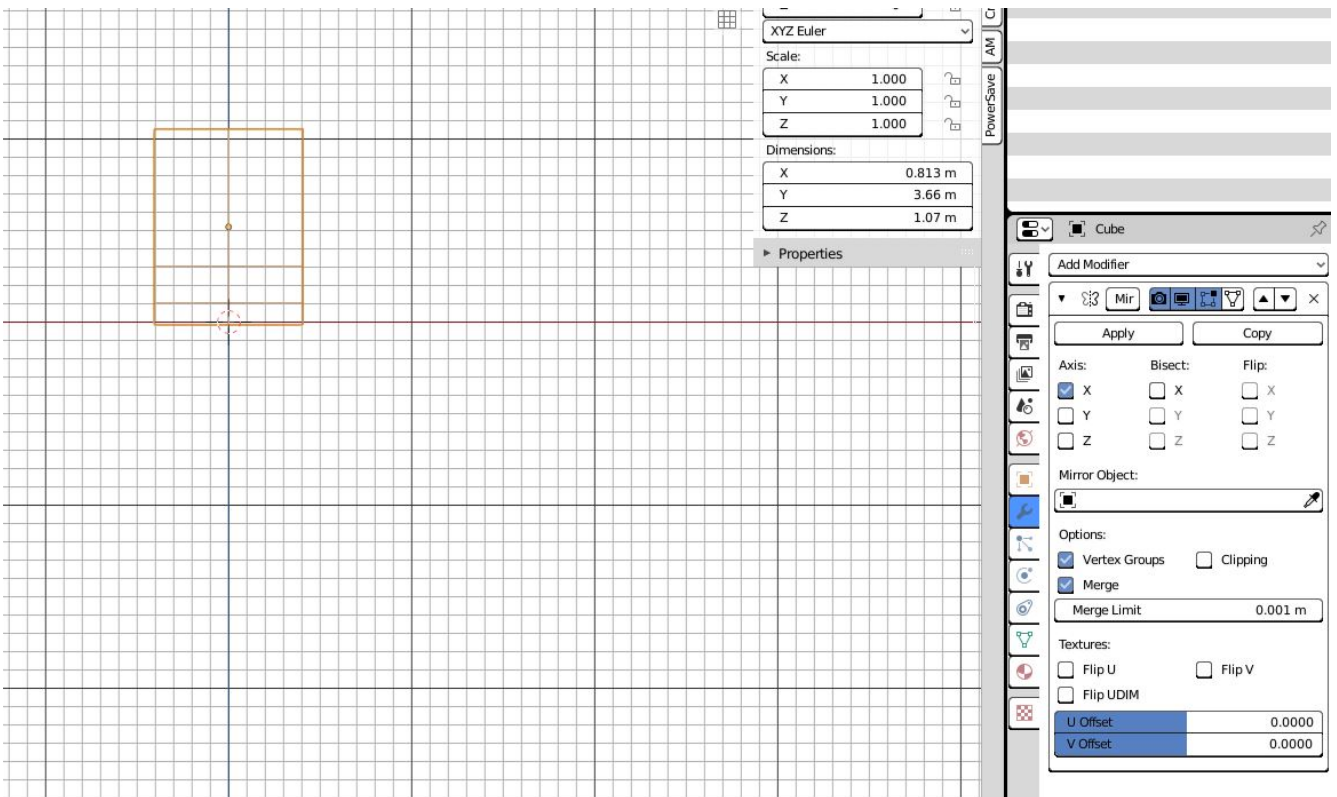 XYZ Euler
Scale:
X 1.000
Y 1.000
Z 1.000
Dimensions:
X 0.813 m
Y 3.66 m
Z 1.07 m
Properties
AM
PowerSave
Cube
Add Modifier
Mir
Apply Copy
Axis: Bisect: Flip:
X X X
Y Y Y
Z Z Z
Mirror Object:
Options:
Vertex Groups Clipping
Merge
Merge Limit 0.001 m
Textures:
Flip U Flip V
Flip UDIM
U Offset 0.0000
V Offset 0.0000